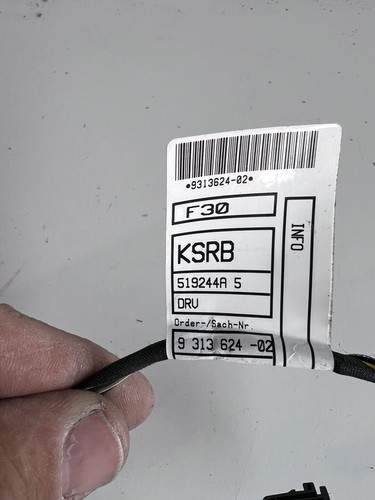 •9313624-02•
F30
INFO
KSRB
519244A 5
DRV
Order-/Sach-Nr.
9 313 624 -02